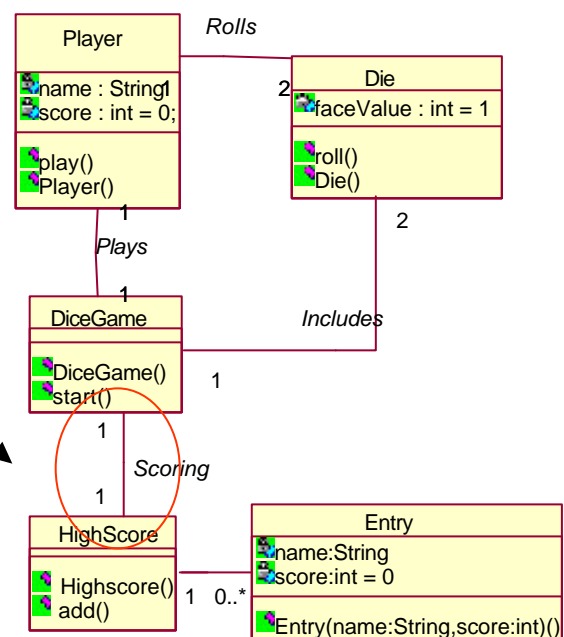 Player
name : String
score : int = 0;
play()
Player()
Rolls
1
2
Die
faceValue : int = 1
roll()
Die()
1
Plays
1
2
Includes
1
DiceGame
DiceGame()
start()
1
Scoring
1
HighScore
Highscore()
add()
1
0..*
Entry
name:String
score:int = 0
Entry(name:String,score:int)()